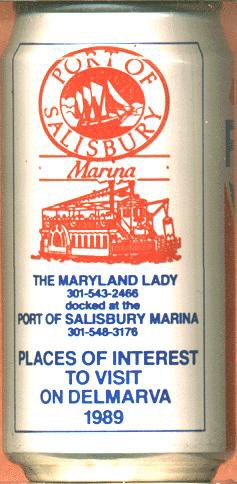 PORT OF
SALISBURY
Marina
THE MARYLAND LADY
301-543-2466
docked at the
PORT OF SALISBURY MARINA
301-548-3176
PLACES OF INTEREST
TO VISIT
ON DELMARVA
1989